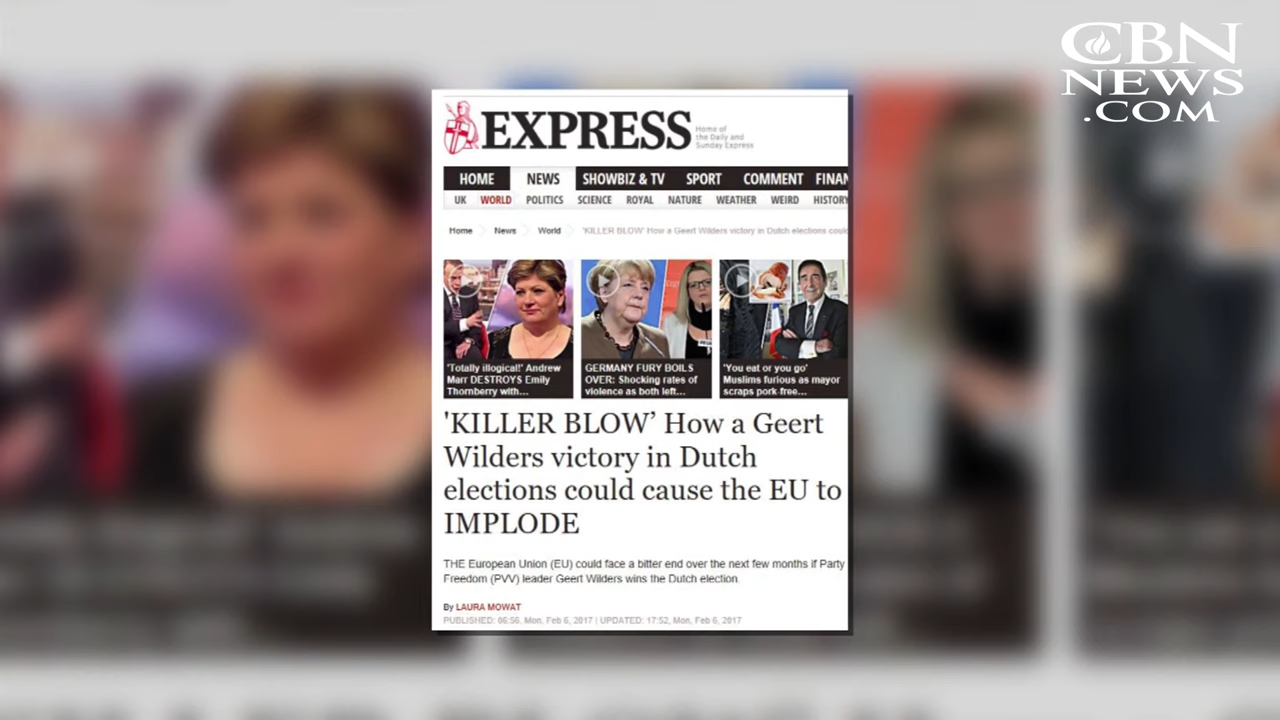 CBN
NEWS
.COM
EXPRESS
Home of
the Daily and
Sunday Express
HOME NEWS SHOWBIZ & TV SPORT COMMENT FINAN
UK WORLD POLITICS SCIENCE ROYAL NATURE WEATHER WEIRD HISTORY
Home News World 'KILLER BLOW' How a Geert Wilders victory in Dutch elections could
'Totally illogical!' Andrew
Marr DESTROYS Emily
Thornberry with...
GERMANY FURY BOILS
OVER: Shocking rates of
violence as both left...
'You eat or you go'
Muslims furious as mayor
scraps pork-free...
'KILLER BLOW’ How a Geert
Wilders victory in Dutch
elections could cause the EU to
IMPLODE
THE European Union (EU) could face a bitter end over the next few months if Party
Freedom (PVV) leader Geert Wilders wins the Dutch election.
By LAURA MOWAT
PUBLISHED: 06:56, Mon, Feb 6, 2017 | UPDATED: 17:52, Mon, Feb 6, 2017